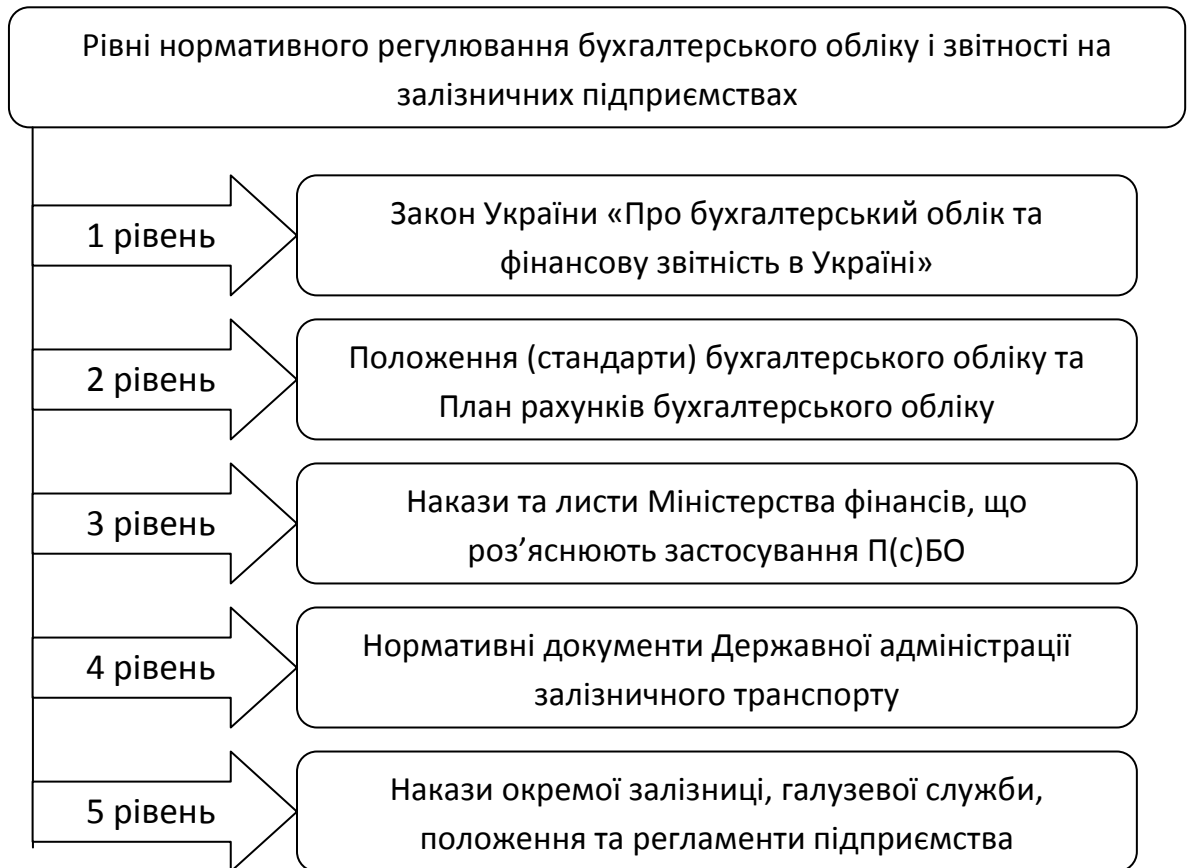 Рівні нормативного регулювання бухгалтерського обліку і звітності на
залізничних підприємствах
1 рівень
Закон України «Про бухгалтерський облік та
фінансову звітність в Україні»
2 рівень
Положення (стандарти) бухгалтерського обліку та
План рахунків бухгалтерського обліку
3 рівень
Накази та листи Міністерства фінансів, що
роз’яснюють застосування П(с)БО
4 рівень
Нормативні документи Державної адміністрації
залізничного транспорту
5 рівень
Накази окремої залізниці, галузевої служби,
положення та регламенти підприємства